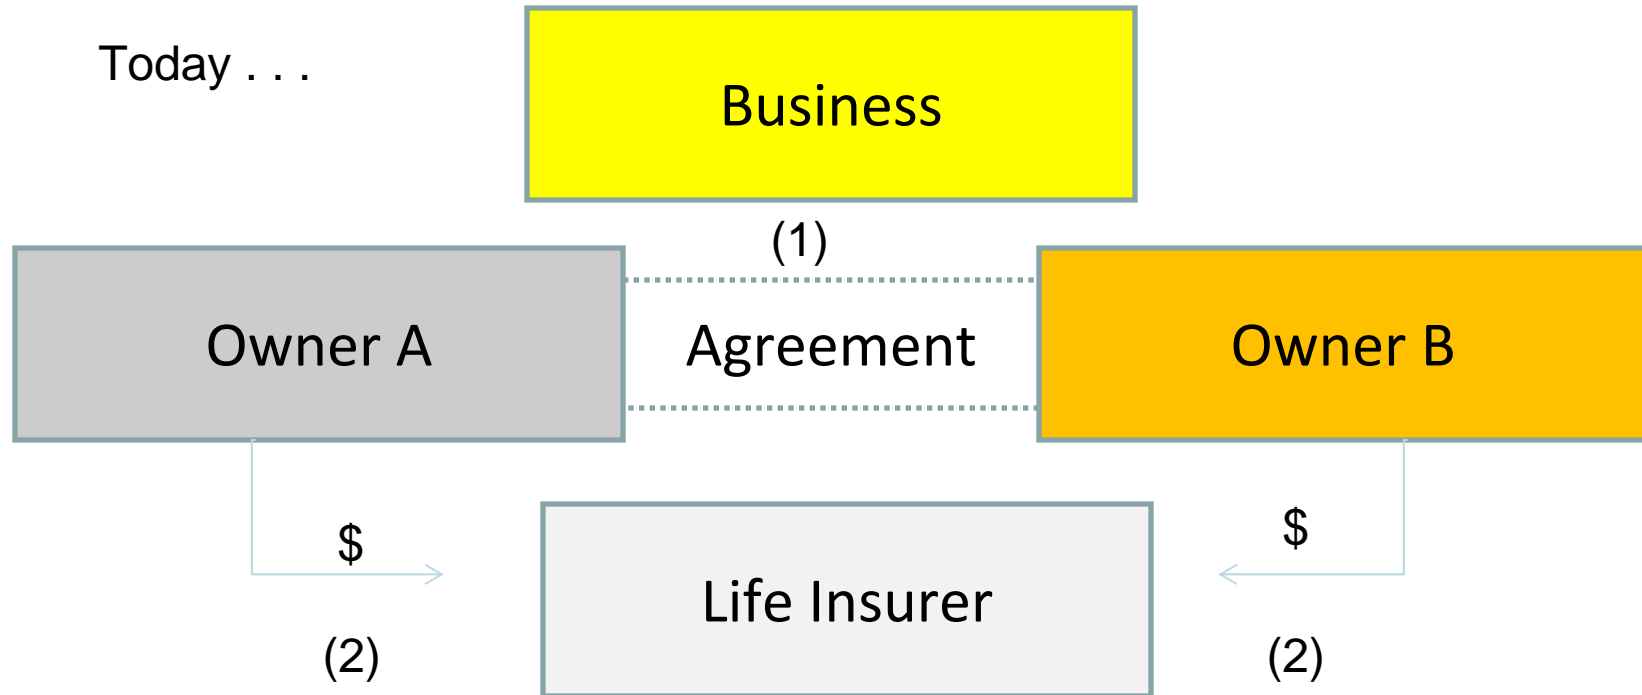 Today . . .
Business
(1)
Owner A
Agreement
Owner B
$
$
Life Insurer
(2)
(2)